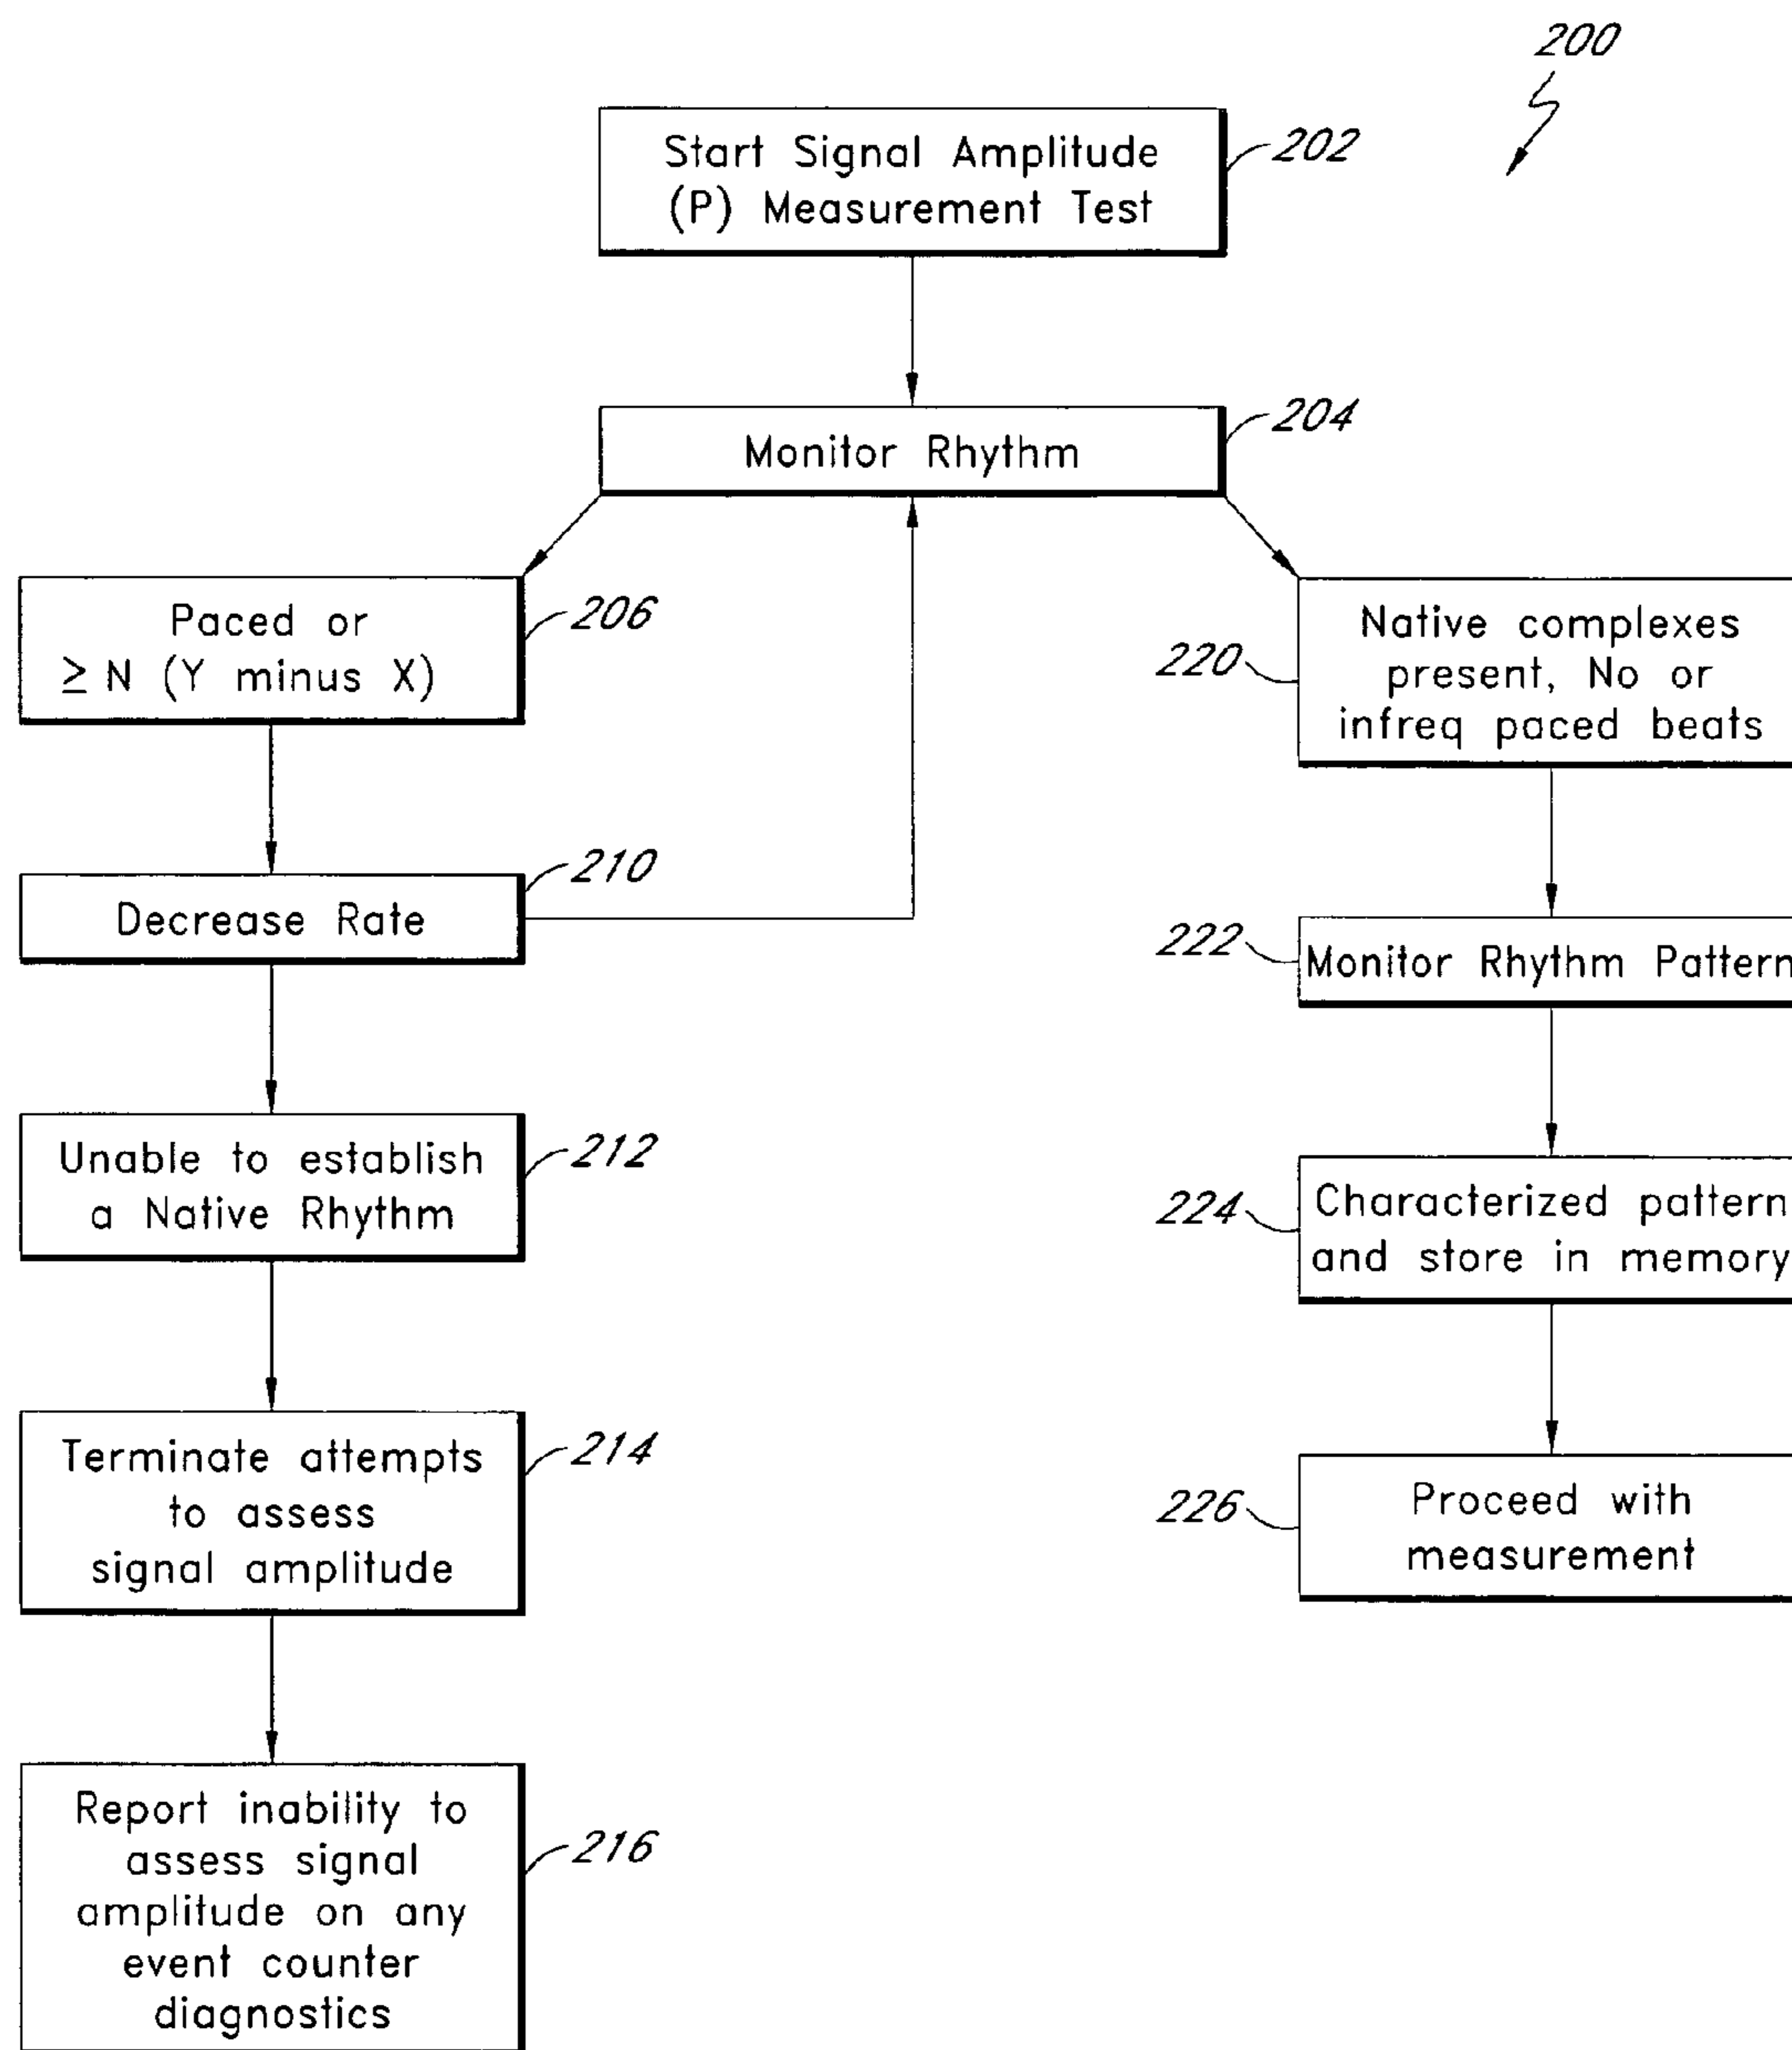 200
Start Signal Amplitude
(P) Measurement Test
202
Monitor Rhythm
204
Paced or
≥ N (Y minus X)
206
Native complexes
present, No or
infreq paced beats
220
Decrease Rate
210
Monitor Rhythm Pattern
222
Unable to establish
a Native Rhythm
212
Characterized pattern
and store in memory
224
Terminate attempts
to assess
signal amplitude
214
Proceed with
measurement
226
Report inability to
assess signal
amplitude on any
event counter
diagnostics
216